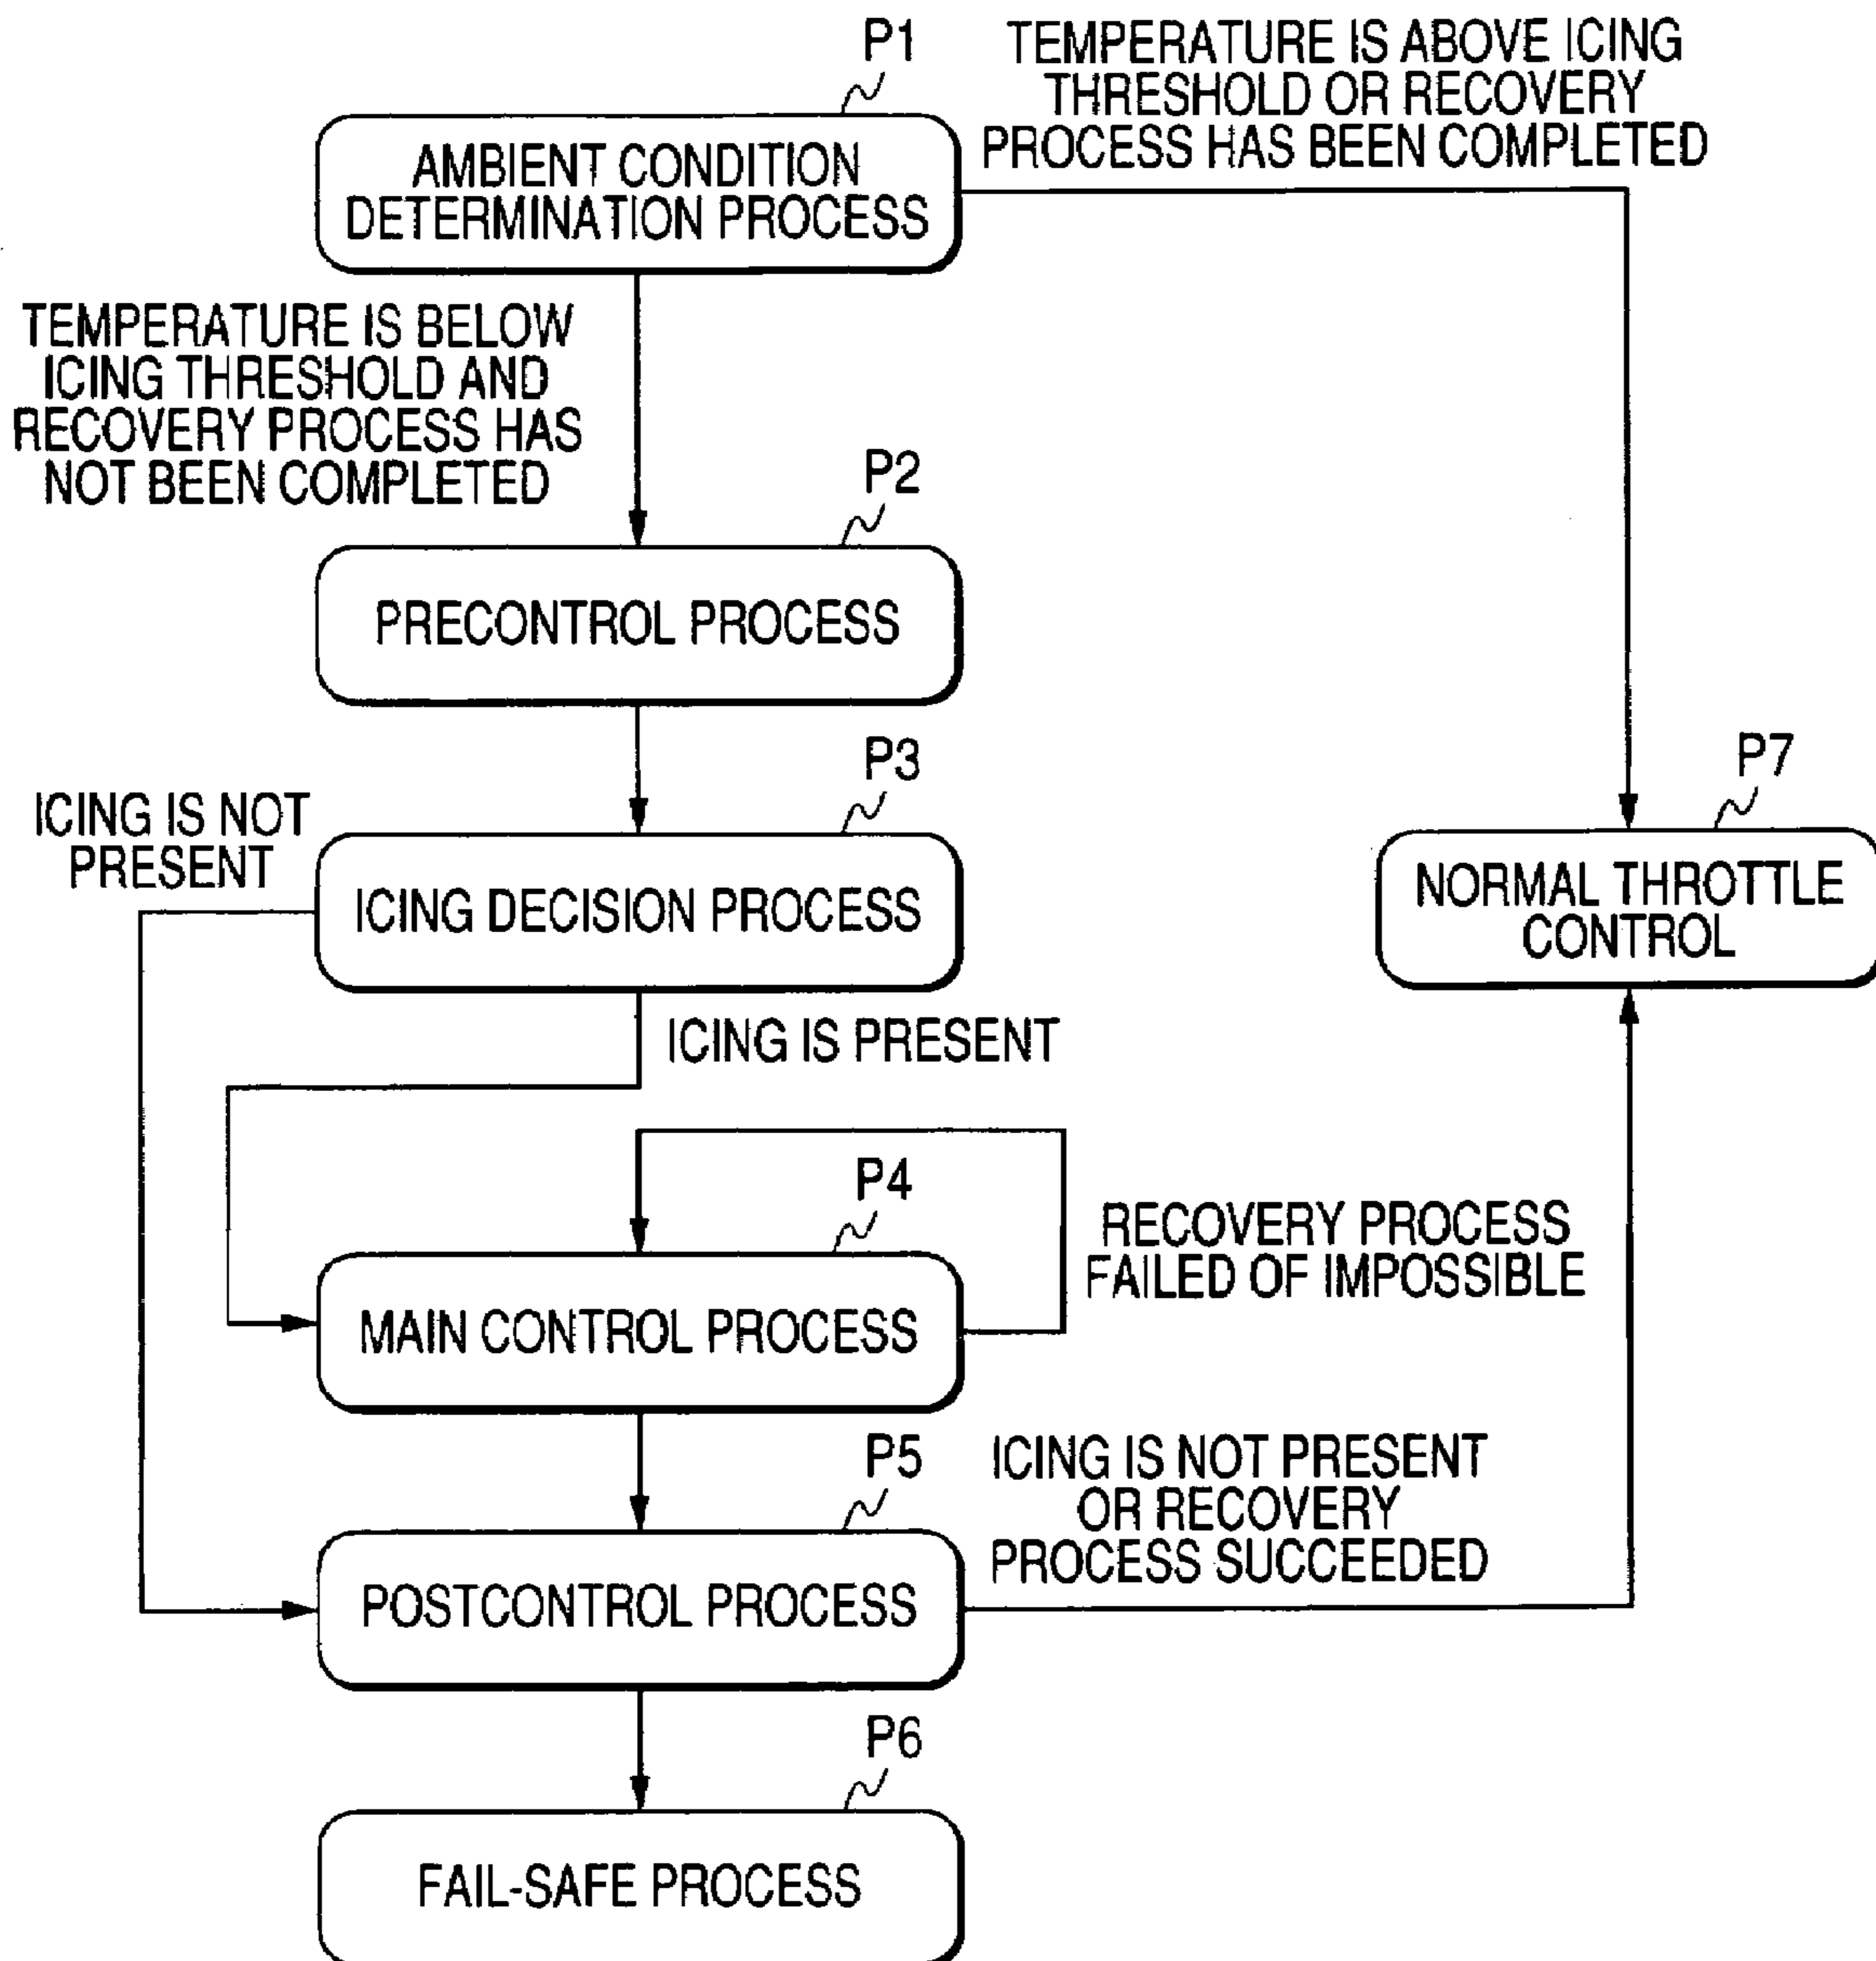 P1
TEMPERATURE IS ABOVE ICING
THRESHOLD OR RECOVERY
PROCESS HAS BEEN COMPLETED
AMBIENT CONDITION
DETERMINATION PROCESS
TEMPERATURE IS BELOW
ICING THRESHOLD AND
RECOVERY PROCESS HAS
NOT BEEN COMPLETED
P2
PRECONTROL PROCESS
P3
P7
ICING IS NOT
PRESENT
ICING DECISION PROCESS
NORMAL THROTTLE
CONTROL
ICING IS PRESENT
P4
RECOVERY PROCESS
FAILED OF IMPOSSIBLE
MAIN CONTROL PROCESS
P5
ICING IS NOT PRESENT
OR RECOVERY
PROCESS SUCCEEDED
POSTCONTROL PROCESS
P6
FAIL-SAFE PROCESS